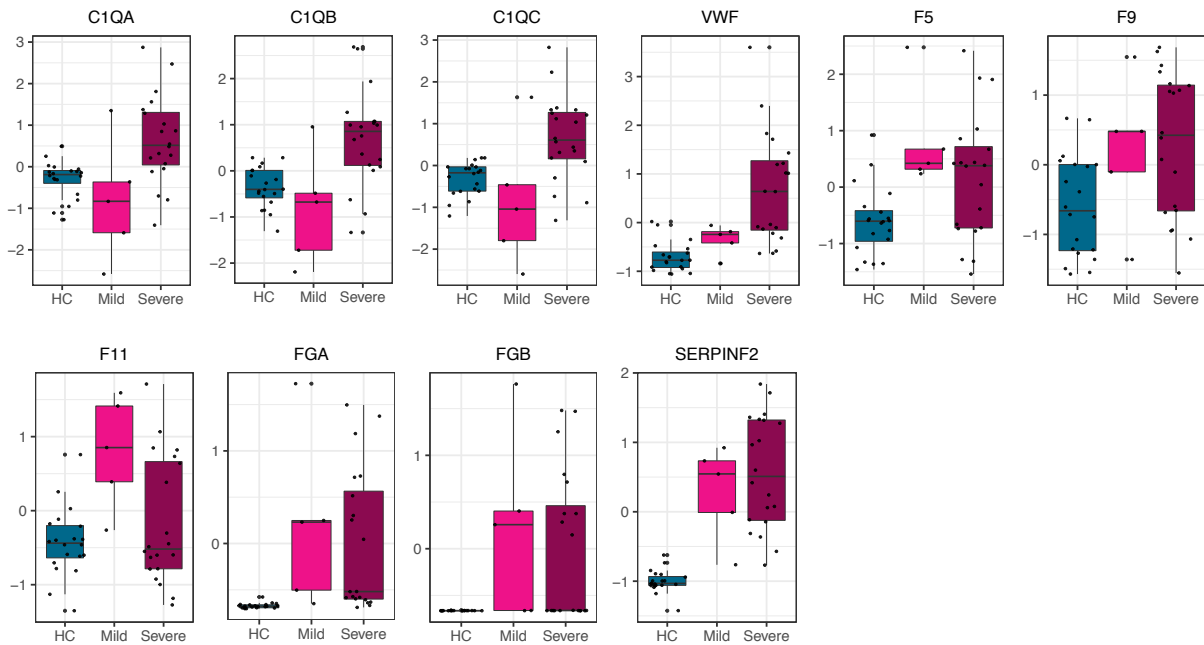 C1QA C1QB C1QC VWF F5 F9
3 2 1 0 −1 −2
2 1 0 −1 −2
3 2 1 0 −1 −2
3 2 1 0 −1
2 1 0 −1
1 0 −1
HC Mild Severe HC Mild Severe HC Mild Severe HC Mild Severe HC Mild Severe HC Mild Severe
F11 FGA FGB SERPINF2
1 0 −1
1 0
1 0
2 1 0 −1
HC Mild Severe HC Mild Severe HC Mild Severe HC Mild Severe